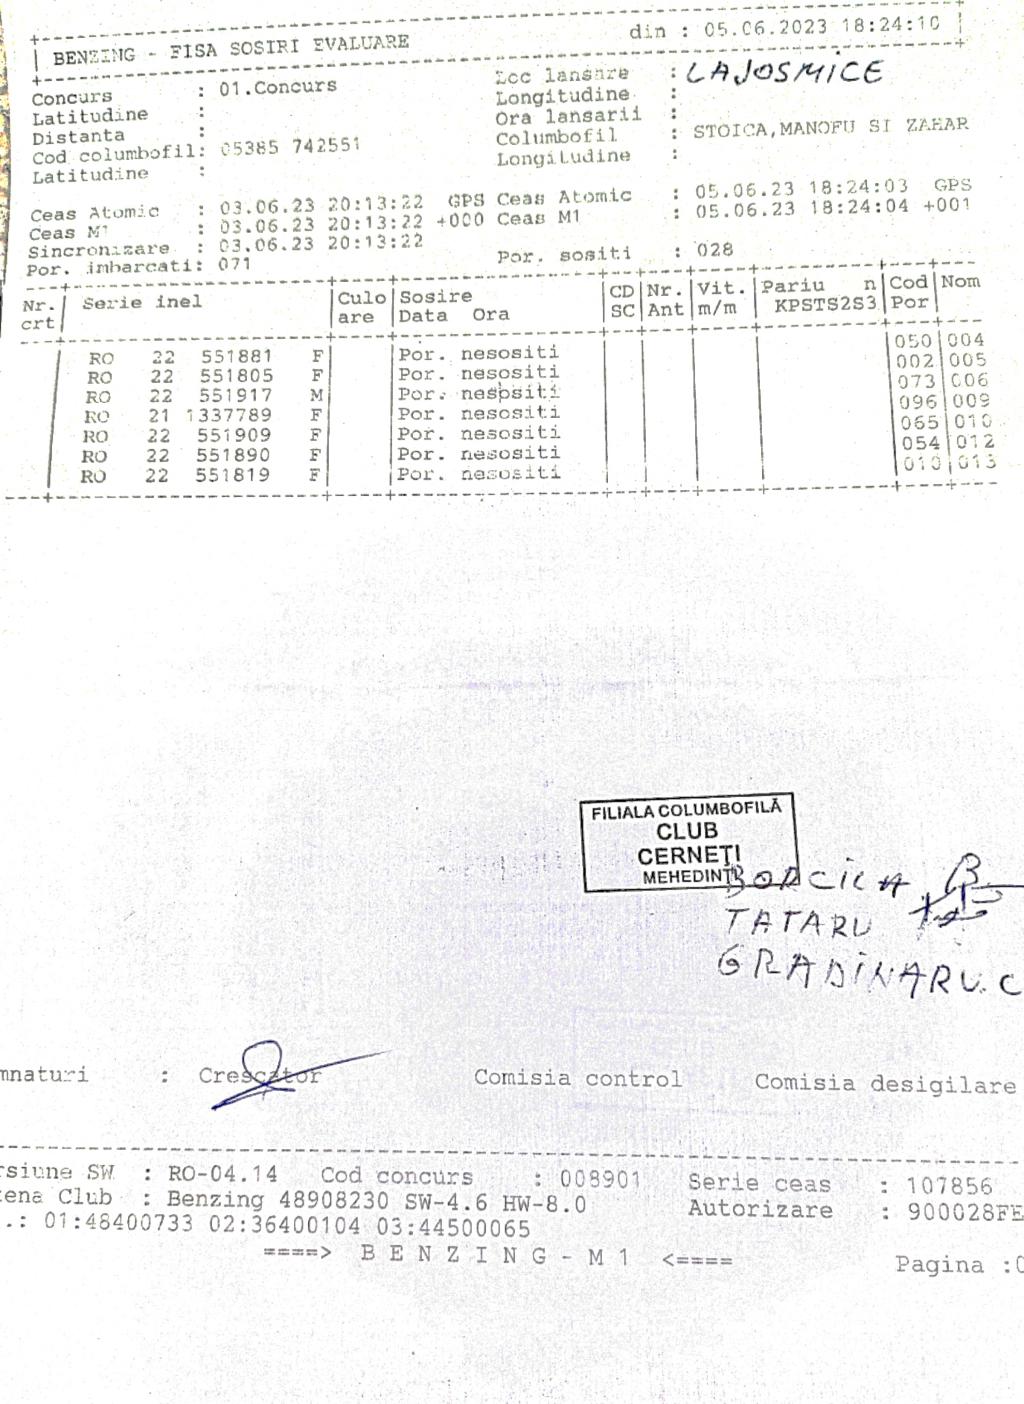 BENZING - FISA SOSIRI EVALUARE din : 05.06.2023 18:24:10
Concurs : 01.Concurs Loc lansare : LAJOSMICE
Latitudine : Longitudine :
Distanta : Ora lansarii :
Cod columbofil: 05385 742551 Columbofil : STOICA,MANOFU SI ZAHAR
Latitudine : Longitudine :
Ceas Atomic : 03.06.23 20:13:22 GPS Ceas Atomic : 05.06.23 18:24:03 GPS
Ceas M1 : 03.06.23 20:13:22 +000 Ceas M1 : 05.06.23 18:24:04 +001
Sincronizare : 03.06.23 20:13:22
Por. imbarcati: 071 Por. sositi : 028
Nr. Serie inel Culo Sosire CD Nr. Vit. Pariu n Cod Nom
crt are Data Ora SC Ant m/m KPSTS2S3 Por
RO 22 551881 F Por. nesositi 050 004
RO 22 551805 F Por. nesositi 002 005
RO 22 551917 M Por. nesositi 073 006
RO 21 1337789 F Por. nesositi 096 009
RO 22 551909 F Por. nesositi 065 010
RO 22 551890 F Por. nesositi 054 012
RO 22 551819 F Por. nesositi 010 013
FILIALA COLUMBOFILĂ
CLUB
CERNEȚI
MEHEDINȚI
BORCILA
TATARU
GRADINARU C
mnaturi : Crescator Comisia control Comisia desigilare
rsiune SW : RO-04.14 Cod concurs : 008901 Serie ceas : 107856
tena Club : Benzing 48908230 SW-4.6 HW-8.0 Autorizare : 900028FE
.: 01:48400733 02:36400104 03:44500065
====> B E N Z I N G - M 1 <==== Pagina :0